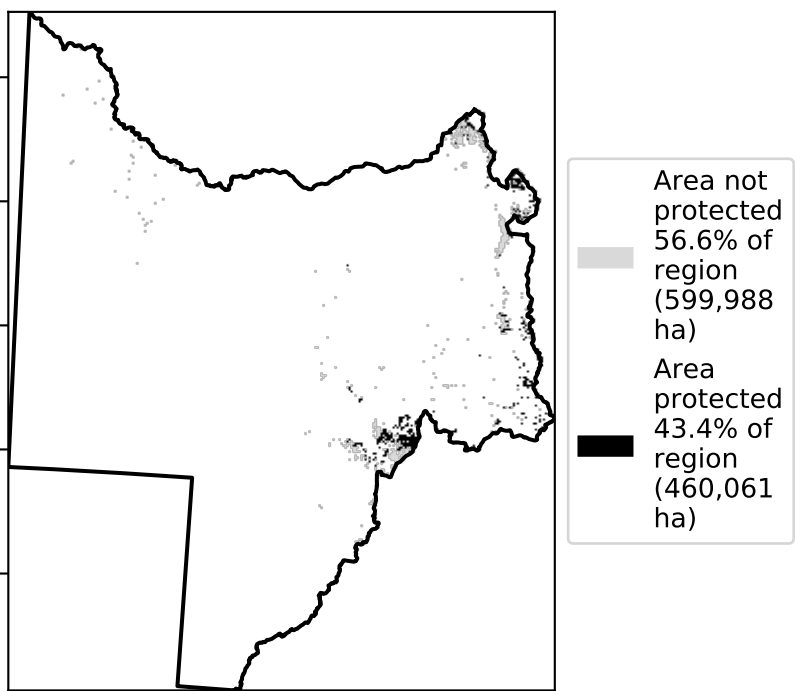 Area not
protected
56.6% of
region
(599,988
ha)
Area
protected
43.4% of
region
(460,061
ha)